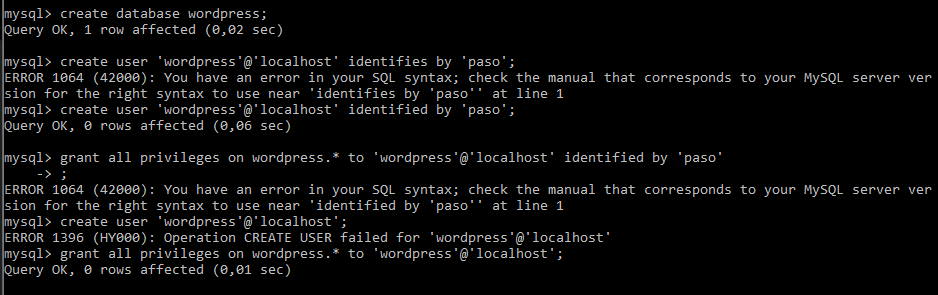 mysql> create database wordpress;
Query OK, 1 row affected (0,02 sec)
mysql> create user 'wordpress'@'localhost' identifies by 'paso';
ERROR 1064 (42000): You have an error in your SQL syntax; check the manual that corresponds to your MySQL server ver
sion for the right syntax to use near 'identifies by 'paso'' at line 1
mysql> create user 'wordpress'@'localhost' identified by 'paso';
Query OK, 0 rows affected (0,06 sec)
mysql> grant all privileges on wordpress.* to 'wordpress'@'localhost' identified by 'paso'
    -> ;
ERROR 1064 (42000): You have an error in your SQL syntax; check the manual that corresponds to your MySQL server ver
sion for the right syntax to use near 'identified by 'paso'' at line 1
mysql> create user 'wordpress'@'localhost';
ERROR 1396 (HY000): Operation CREATE USER failed for 'wordpress'@'localhost'
mysql> grant all privileges on wordpress.* to 'wordpress'@'localhost';
Query OK, 0 rows affected (0,01 sec)